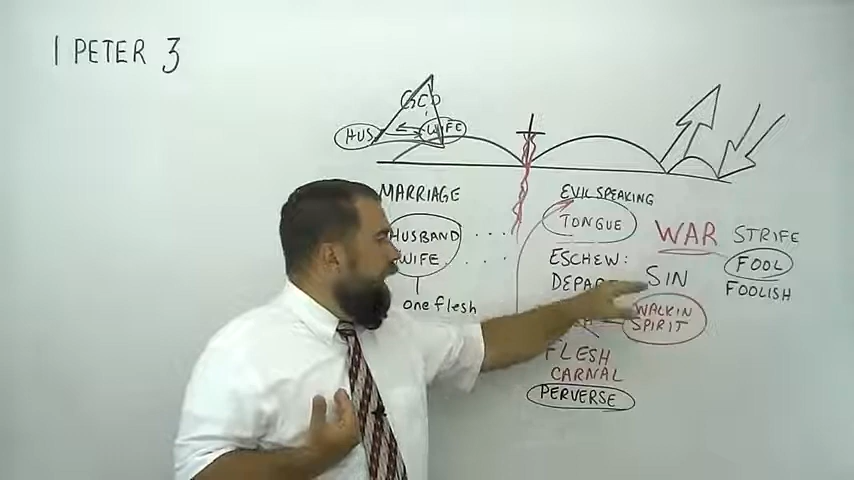 1 PETER 3
GOD
HUS
WIFE
MARRIAGE
HUSBAND ....
WIFE ....
one flesh
EVIL SPEAKING
TONGUE
ESCHEW:
WAR
STRIFE
FOOL
FOOLISH
SIN
WALK IN
SPIRIT
FLESH
CARNAL
PERVERSE